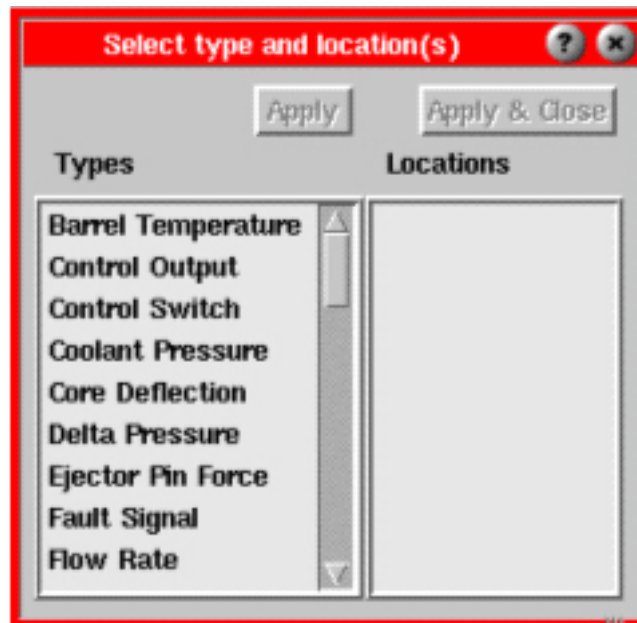 Select type and location(s) ? ×
Apply Apply & Close
Types Locations
Barrel Temperature
Control Output
Control Switch
Coolant Pressure
Core Deflection
Delta Pressure
Ejector Pin Force
Fault Signal
Flow Rate